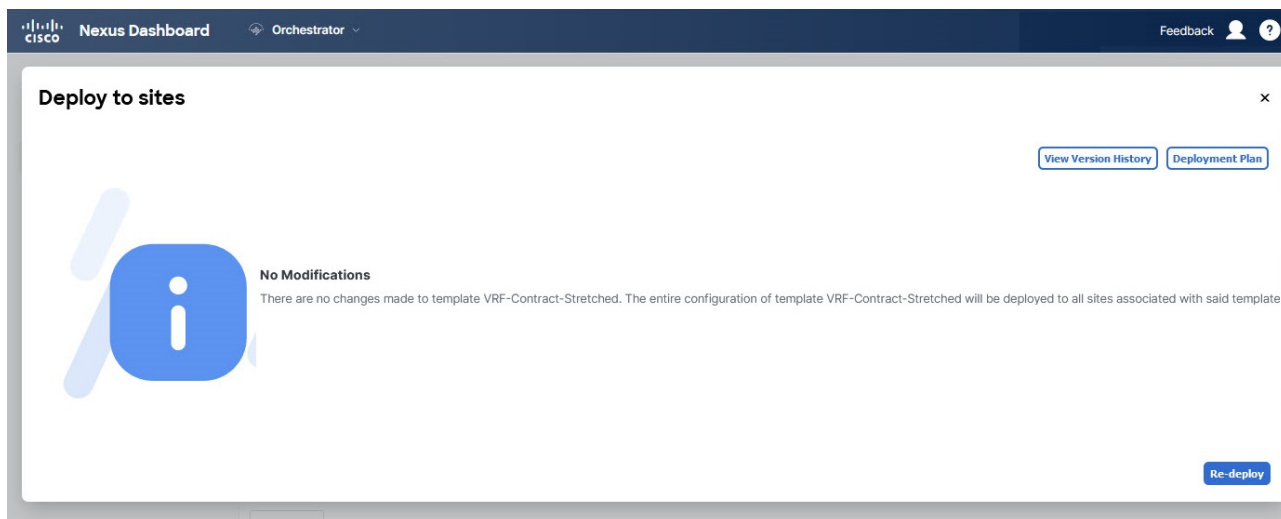 CISCO Nexus Dashboard Orchestrator Feedback ?
Deploy to sites
View Version History Deployment Plan
No Modifications
There are no changes made to template VRF-Contract-Stretched. The entire configuration of template VRF-Contract-Stretched will be deployed to all sites associated with said template
Re-deploy